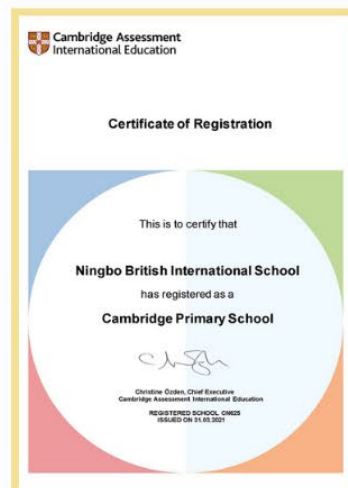 Cambridge Assessment
International Education
Certificate of Registration
This is to certify that
Ningbo British International School
has registered as a
Cambridge Primary School
Christine Özden, Chief Executive
Cambridge Assessment International Education
REGISTERED SCHOOL CN625
ISSUED ON 01.03.2021